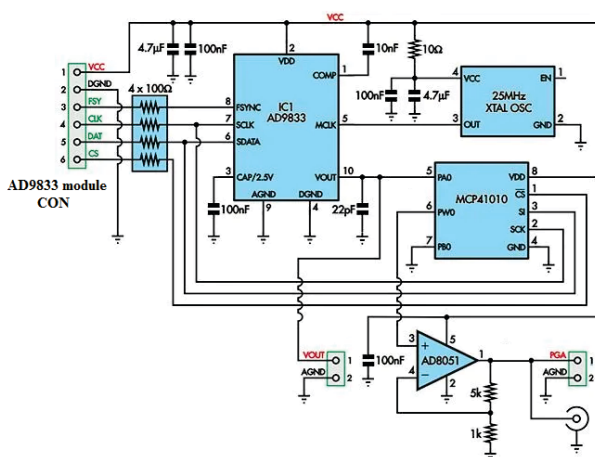 VCC
4.7µF
100nF
10nF
10Ω
1 VCC
2 DGND
3 FSY
4 CLK
5 DAT
6 CS
AD9833 module
CON
4 x 100Ω
2
VDD
COMP 1
IC1
AD9833
8 FSYNC
7 SCLK
6 SDATA
MCLK 5
VOUT 10
3 CAP/2.5V
AGND
9
DGND
4
100nF
22pF
100nF
4.7µF
4 VCC
EN 1
25MHz
XTAL OSC
3 OUT
GND 2
5 PA0
VDD 8
MCP41010
CS 1
6 PW0
SI 3
SCK 2
7 PB0
GND 4
VOUT
1
AGND
2
100nF
3 +
4 −
AD8051
5
2
1
5k
1k
PGA
1
AGND
2